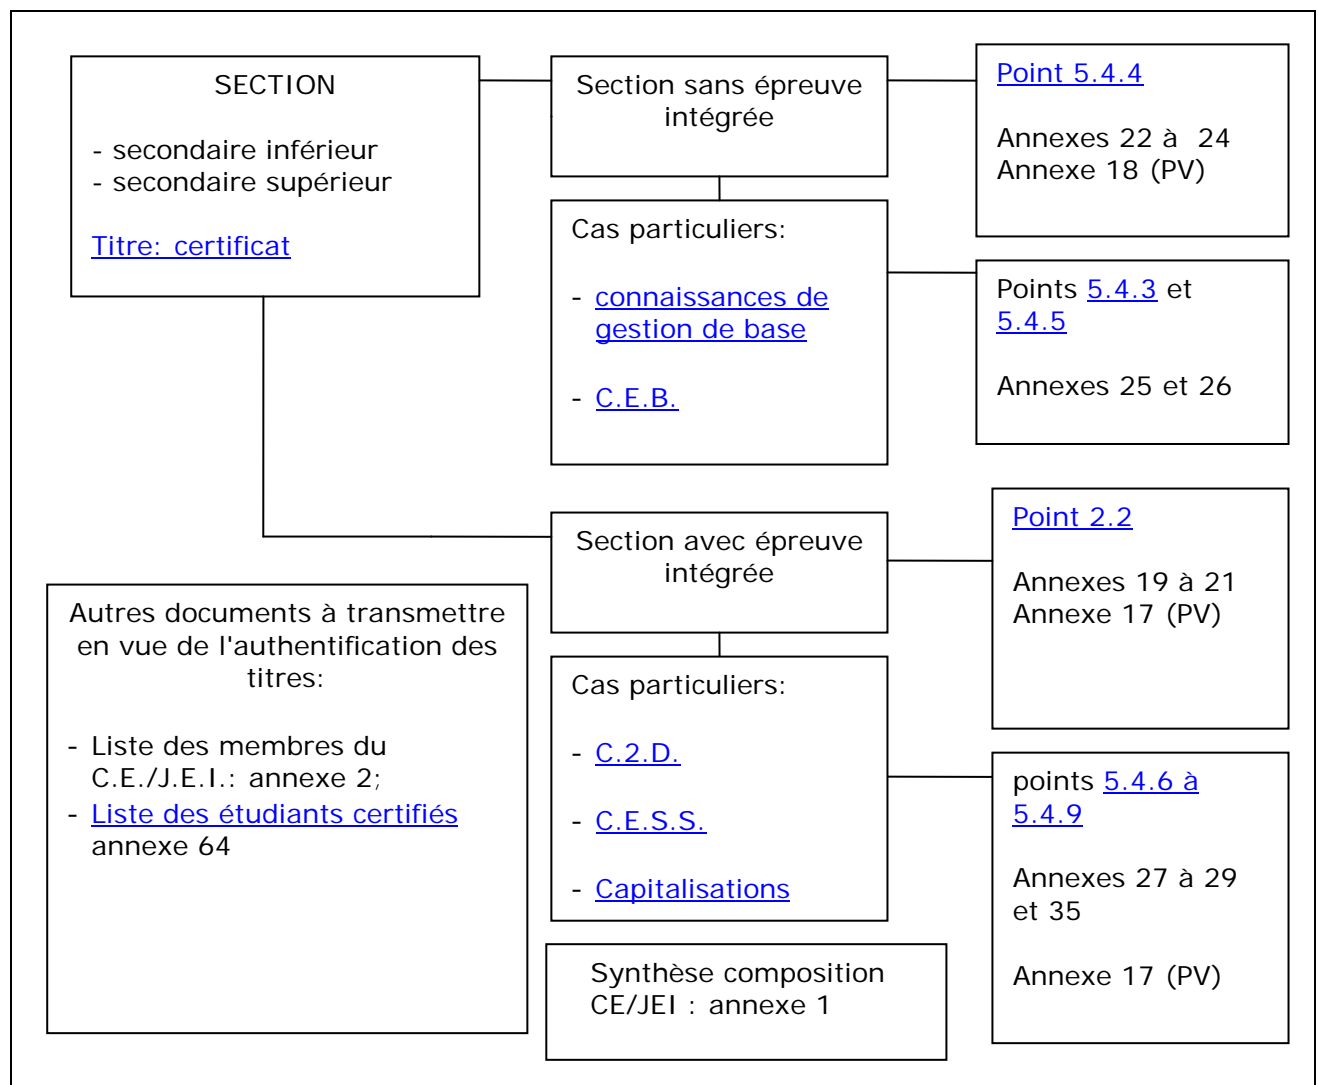 SECTION
- secondaire inférieur
- secondaire supérieur
Titre: certificat
Section sans épreuve
intégrée
Point 5.4.4
Annexes 22 à 24
Annexe 18 (PV)
Cas particuliers:
- connaissances de
gestion de base
- C.E.B.
Points 5.4.3 et
5.4.5
Annexes 25 et 26
Section avec épreuve
intégrée
Point 2.2
Annexes 19 à 21
Annexe 17 (PV)
Autres documents à transmettre
en vue de l'authentification des
titres:
- Liste des membres du
C.E./J.E.I.: annexe 2;
- Liste des étudiants certifiés
annexe 64
Cas particuliers:
- C.2.D.
- C.E.S.S.
- Capitalisations
points 5.4.6 à
5.4.9
Annexes 27 à 29
et 35
Annexe 17 (PV)
Synthèse composition
CE/JEI : annexe 1